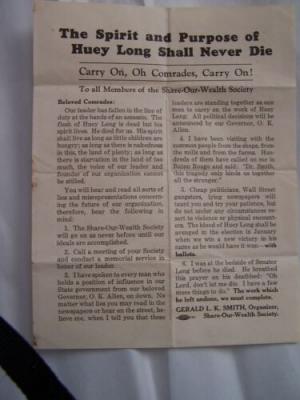 The Spirit and Purpose of
Huey Long Shall Never Die
Carry On, Oh Comrades, Carry On!
To all Members of the Share-Our-Wealth Society
Beloved Comrades:
Our leader has fallen in the line of
duty at the hands of an assassin. The
flesh of Huey Long is dead but his
spirit lives. He died for us. His spirit
shall live as long as little children are
hungry; as long as there is nakedness
in this, the land of plenty; as long as
there is starvation in the land of too
much, the voice of our leader and
founder of our organization cannot
be stilled.
You will hear and read all sorts of
lies and misrepresentations concern-
ing the future of our organization,
therefore, bear the following in
mind:
1. The Share-Our-Wealth Society
will go on as never before until our
ideals are accomplished.
2. Call a meeting of your Society
and conduct a memorial service in
honor of our leader.
3. I have spoken to every man who
holds a position of influence in our
State government from our beloved
Governor, O. K. Allen, on down. No
matter what lies you may read in the
newspapers or hear on the street, be-
lieve me, when I tell you that these
leaders are standing together as one
man to carry on the work of Huey
Long. All political decisions will be
announced by our Governor, O. K.
Allen.
4. I have been visiting with the
common people from the shops, from
the mills and from the farms. Hun-
dreds of them have called on me in
Baton Rouge and said: "Dr. Smith,
this tragedy only binds us together
all the stronger."
5. Cheap politicians, Wall Street
gangsters, lying newspapers will
taunt you and try your patience, but
do not under any circumstances re-
sort to violence or physical resent-
ment. The blood of Huey Long shall be
avenged in the election in January
when we win a new victory in his
name as he would have it won—with
ballots.
6. I was at the bedside of Senator
Long before he died. He breathed
this prayer on his deathbed: "Oh
Lord, don't let me die. I have a few
more things to do." The work which
he left undone, we must complete.
GERALD L. K. SMITH, Organizer
Share-Our-Wealth Society.